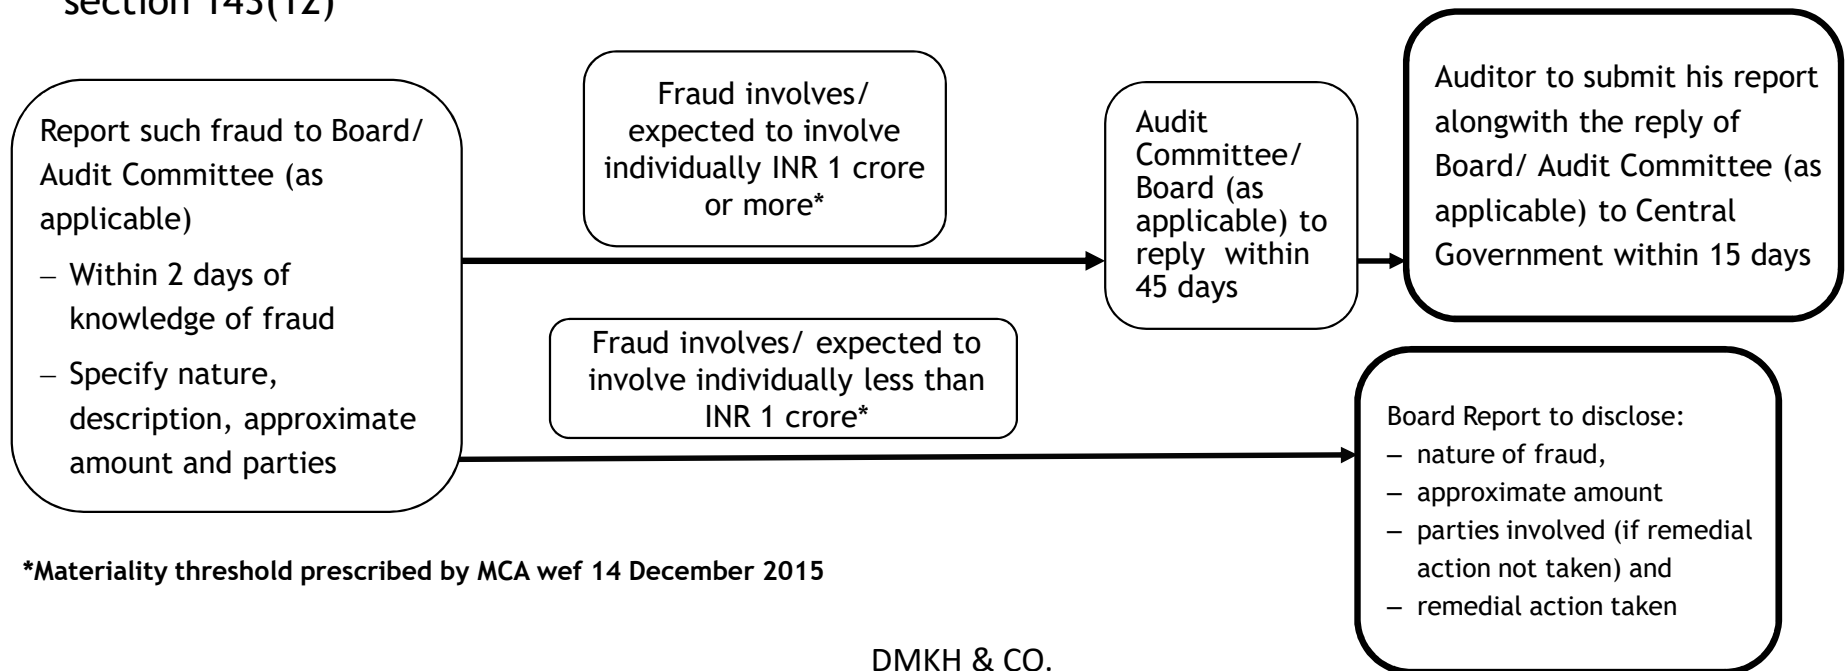 section 143(12)
Report such fraud to Board/
Audit Committee (as
applicable)
– Within 2 days of
knowledge of fraud
– Specify nature,
description, approximate
amount and parties
Fraud involves/
expected to involve
individually INR 1 crore
or more*
Audit
Committee/
Board (as
applicable) to
reply within
45 days
Auditor to submit his report
alongwith the reply of
Board/ Audit Committee (as
applicable) to Central
Government within 15 days
Fraud involves/ expected to
involve individually less than
INR 1 crore*
Board Report to disclose:
– nature of fraud,
– approximate amount
– parties involved (if remedial
action not taken) and
– remedial action taken
*Materiality threshold prescribed by MCA wef 14 December 2015
DMKH & CO.